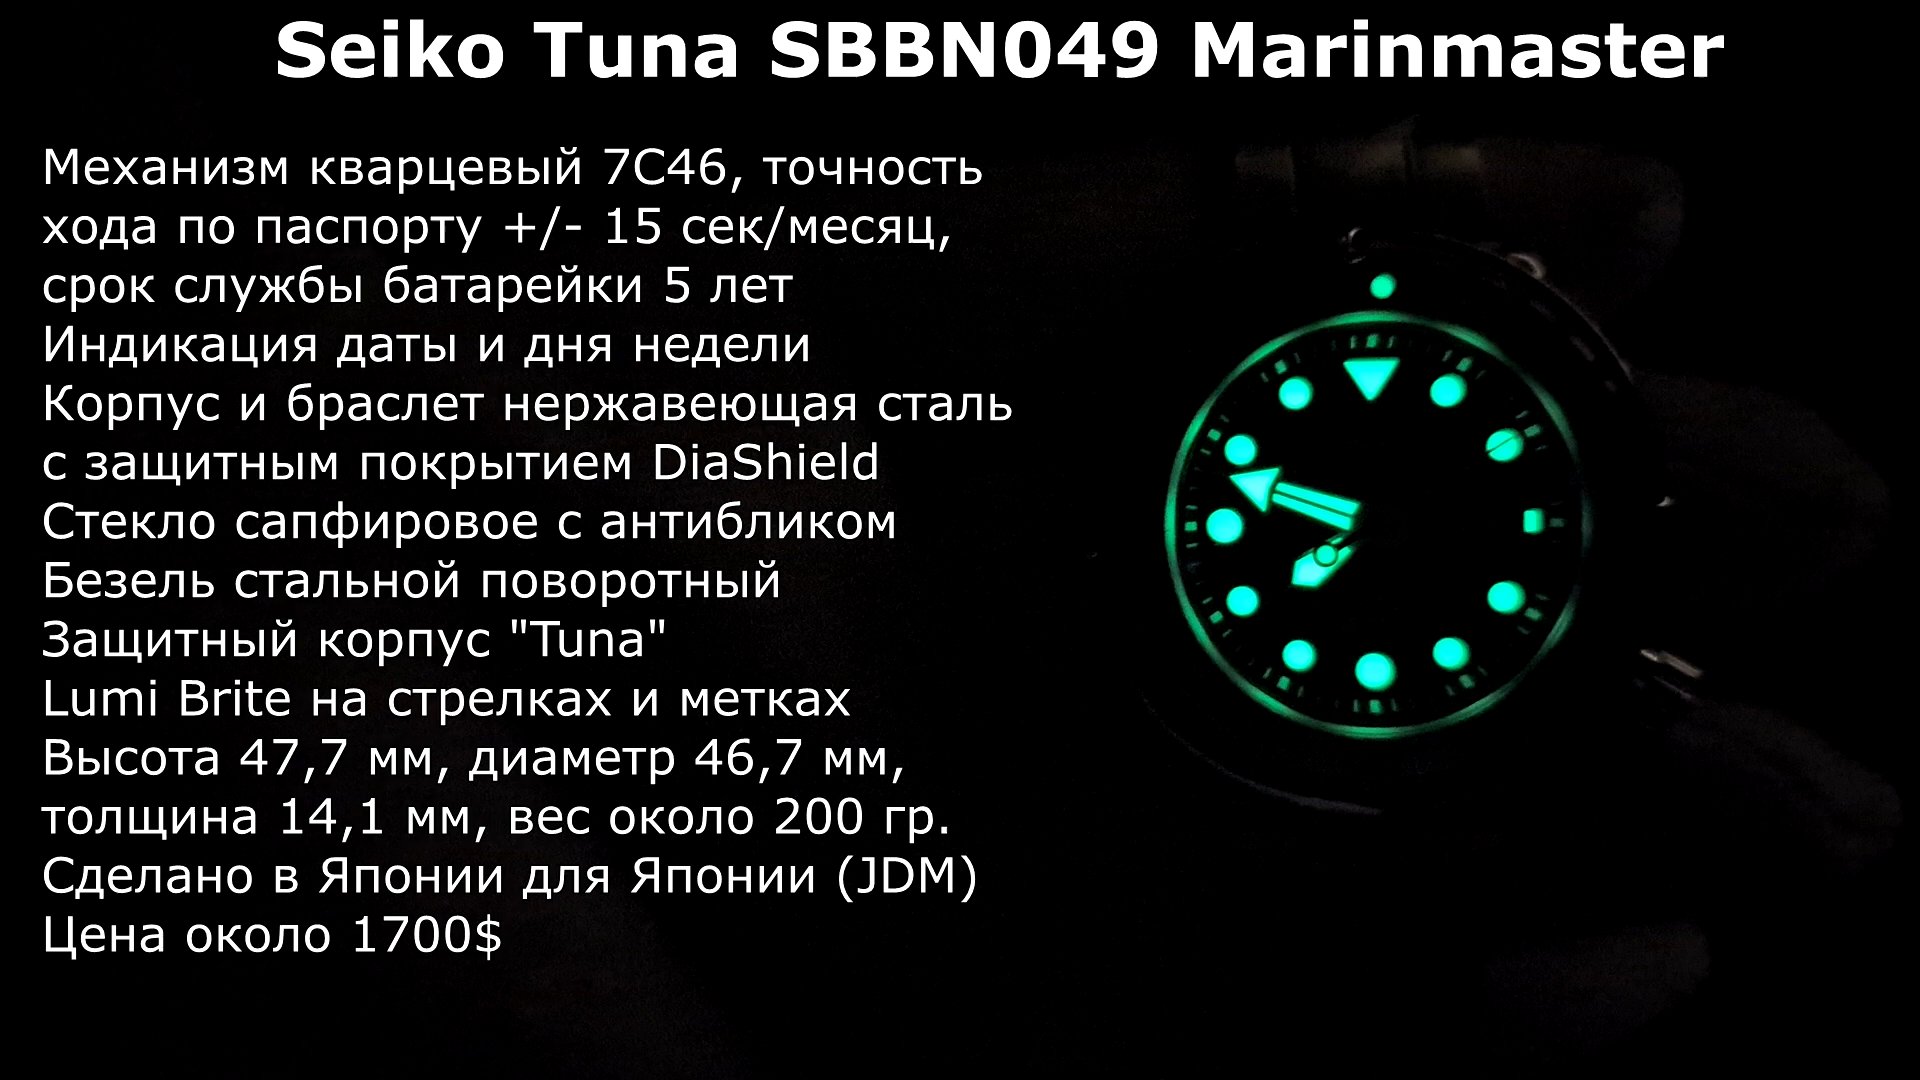 Seiko Tuna SBBN049 Marinmaster
Механизм кварцевый 7C46, точность
хода по паспорту +/- 15 сек/месяц,
срок службы батарейки 5 лет
Индикация даты и дня недели
Корпус и браслет нержавеющая сталь
с защитным покрытием DiaShield
Стекло сапфировое с антибликом
Безель стальной поворотный
Защитный корпус "Tuna"
Lumi Brite на стрелках и метках
Высота 47,7 мм, диаметр 46,7 мм,
толщина 14,1 мм, вес около 200 гр.
Сделано в Японии для Японии (JDM)
Цена около 1700$